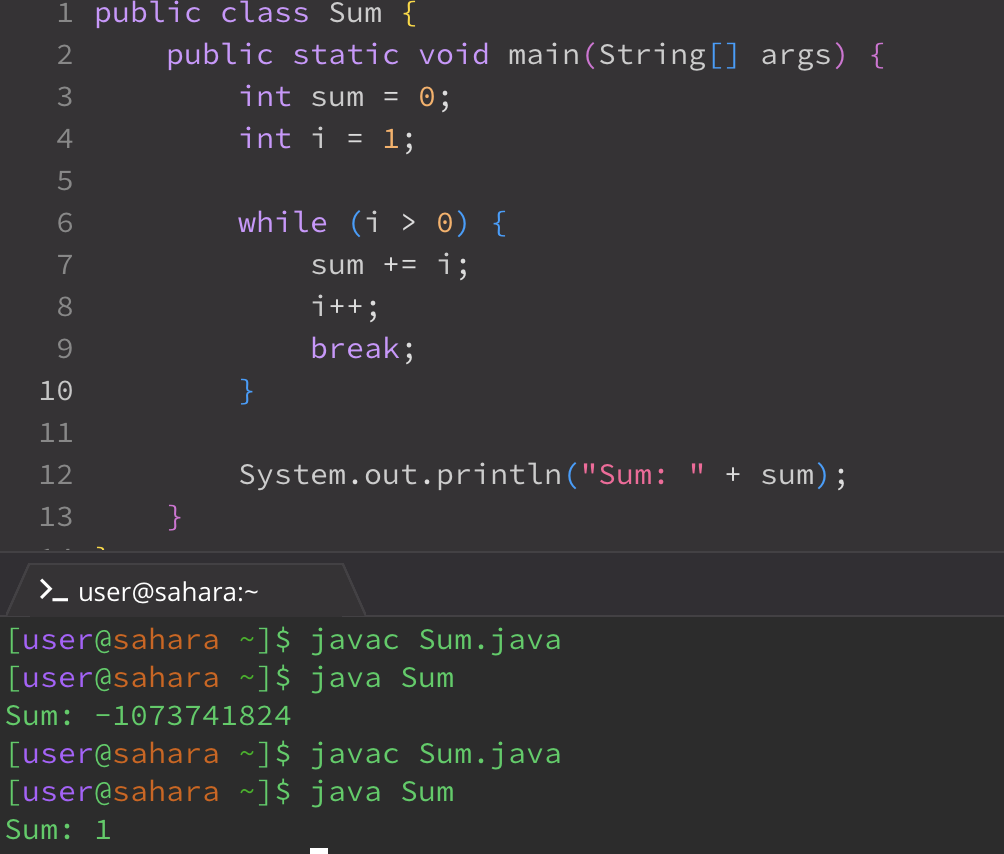 1 public class Sum {
2     public static void main(String[] args) {
3         int sum = 0;
4         int i = 1;
5
6         while (i > 0) {
7             sum += i;
8             i++;
9             break;
10         }
11
12         System.out.println("Sum: " + sum);
13     }
user@sahara:~
[user@sahara ~]$ javac Sum.java
[user@sahara ~]$ java Sum
Sum: -1073741824
[user@sahara ~]$ javac Sum.java
[user@sahara ~]$ java Sum
Sum: 1